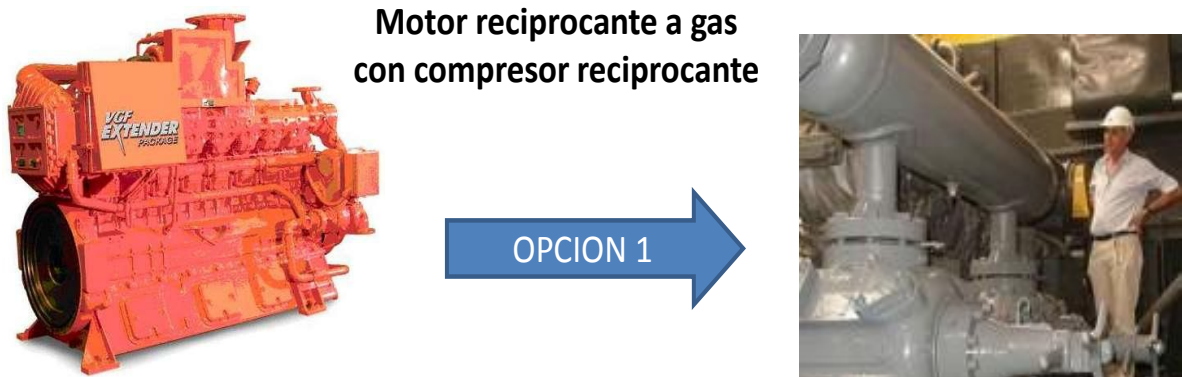 Motor reciprocante a gas
con compresor reciprocante
VGF
EXTENDER
PACKAGE
OPCION 1